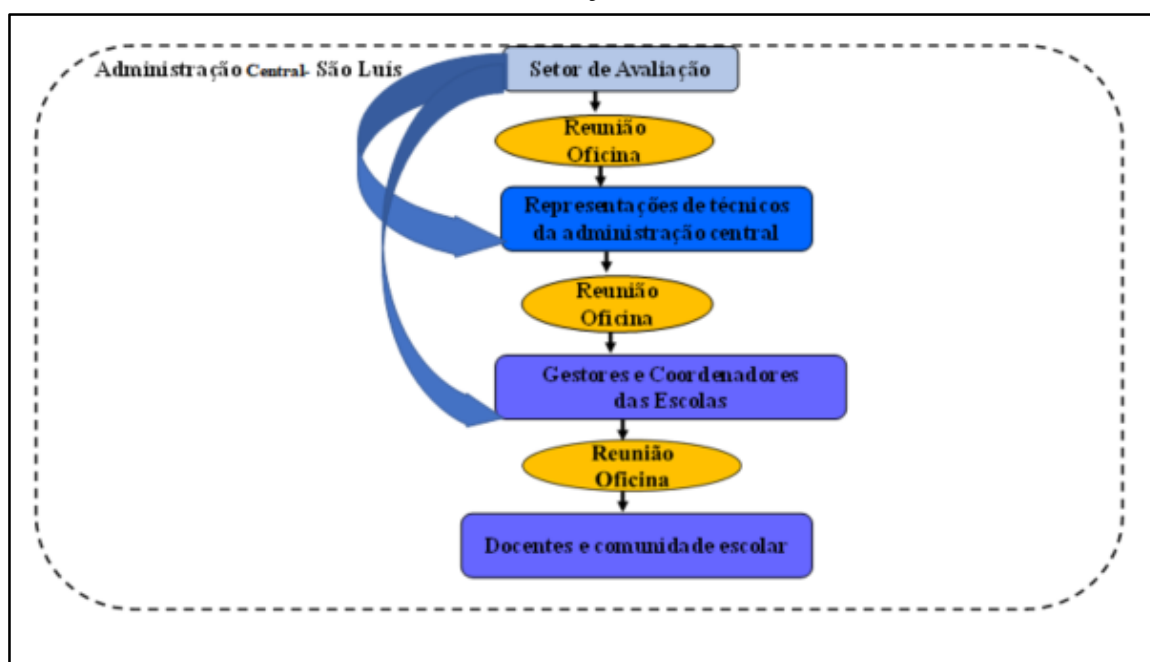 Administração Central- São Luís
Setor de Avaliação
Reunião
Oficina
Representações de técnicos
da administração central
Reunião
Oficina
Gestores e Coordenadores
das Escolas
Reunião
Oficina
Docentes e comunidade escolar